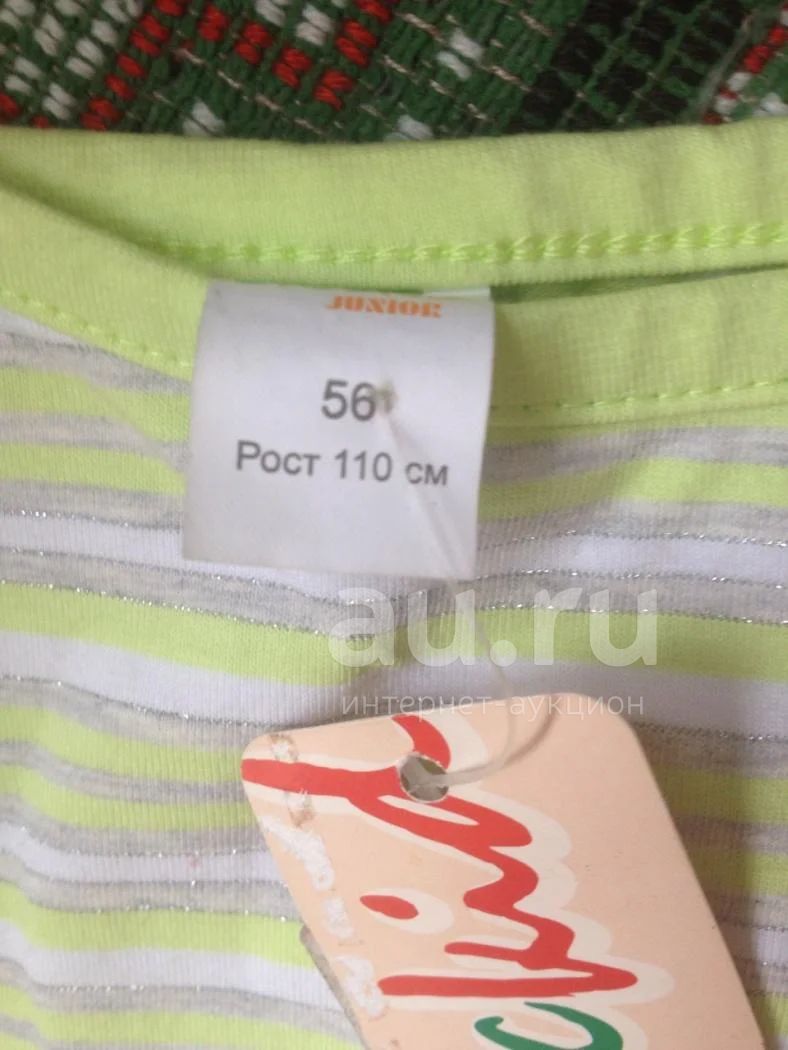 JUNIOR
56
Рост 110 см
au.ru
интернет-аукцион